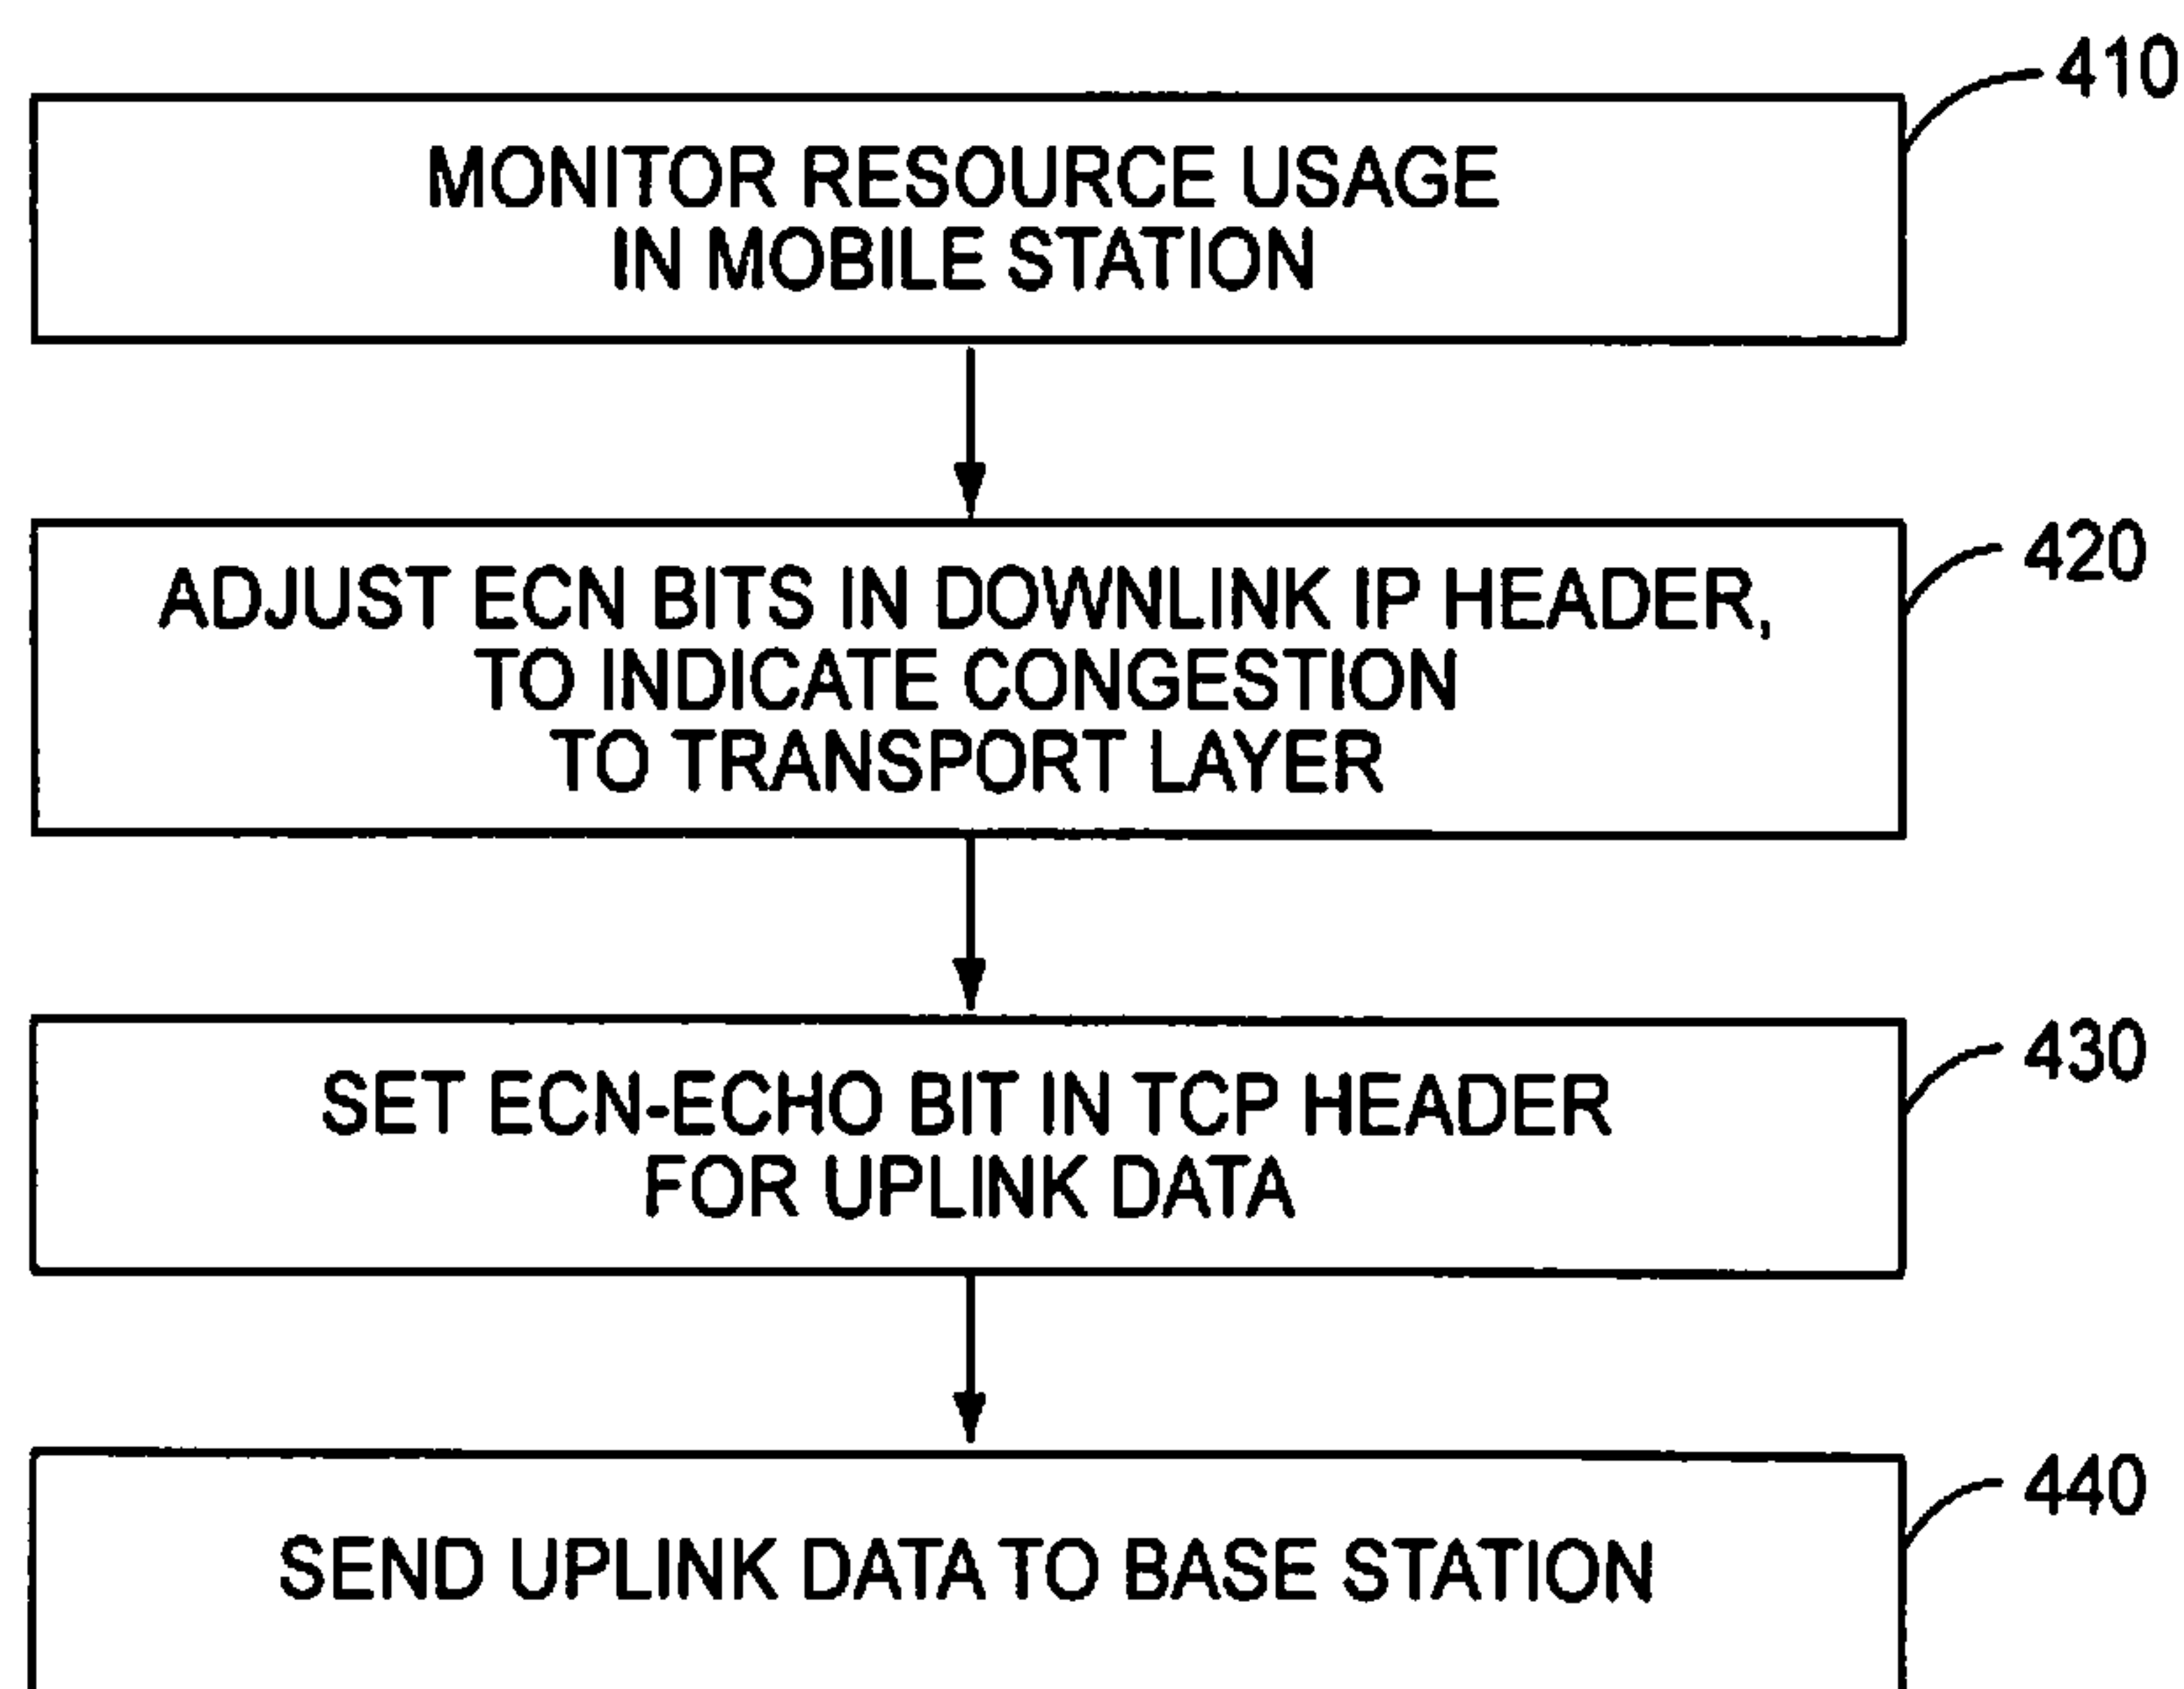 410
MONITOR RESOURCE USAGE
IN MOBILE STATION
420
ADJUST ECN BITS IN DOWNLINK IP HEADER,
TO INDICATE CONGESTION
TO TRANSPORT LAYER
430
SET ECN-ECHO BIT IN TCP HEADER
FOR UPLINK DATA
440
SEND UPLINK DATA TO BASE STATION